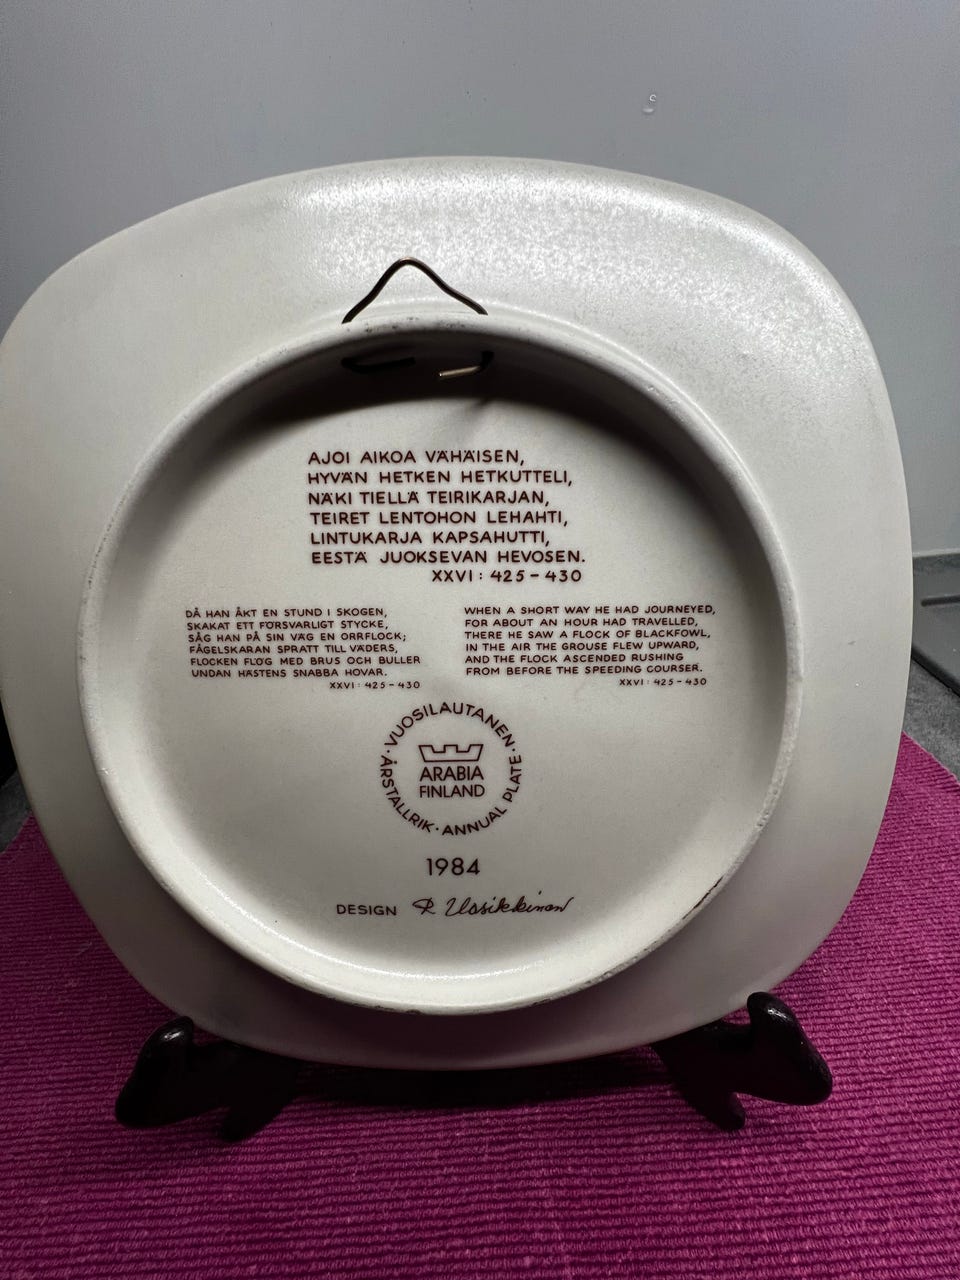 AJOI AIKOA VÄHÄISEN,
HYVÄN HETKEN HETKUTTELI,
NÄKI TIELLÄ TEIRIKARJAN,
TEIRET LENTOHON LEHAHTI,
LINTUKARJA KAPSAHUTTI,
EESTÄ JUOKSEVAN HEVOSEN.
XXVI: 425-430
DÅ HAN ÅKT EN STUND I SKOGEN,
SKAKAT ETT FÖRSVARLIGT STYCKE,
SÅG HAN PÅ SIN VÄG EN ORRFLOCK;
FÅGELSKARAN SPRATT TILL VÄDERS,
FLOCKEN FLÖG MED BRUS OCH BULLER
UNDAN HÄSTENS SNABBA HOVAR.
XXVI: 425-430
WHEN A SHORT WAY HE HAD JOURNEYED,
FOR ABOUT AN HOUR HAD TRAVELLED,
THERE HE SAW A FLOCK OF BLACKFOWL,
IN THE AIR THE GROUSE FLEW UPWARD,
AND THE FLOCK ASCENDED RUSHING
FROM BEFORE THE SPEEDING COURSER.
XXVI: 425-430
· VUOSILAUTANEN · ANNUAL PLATE · ÅRSTALLRIK
ARABIA
FINLAND
1984
DESIGN R Uosikkinen